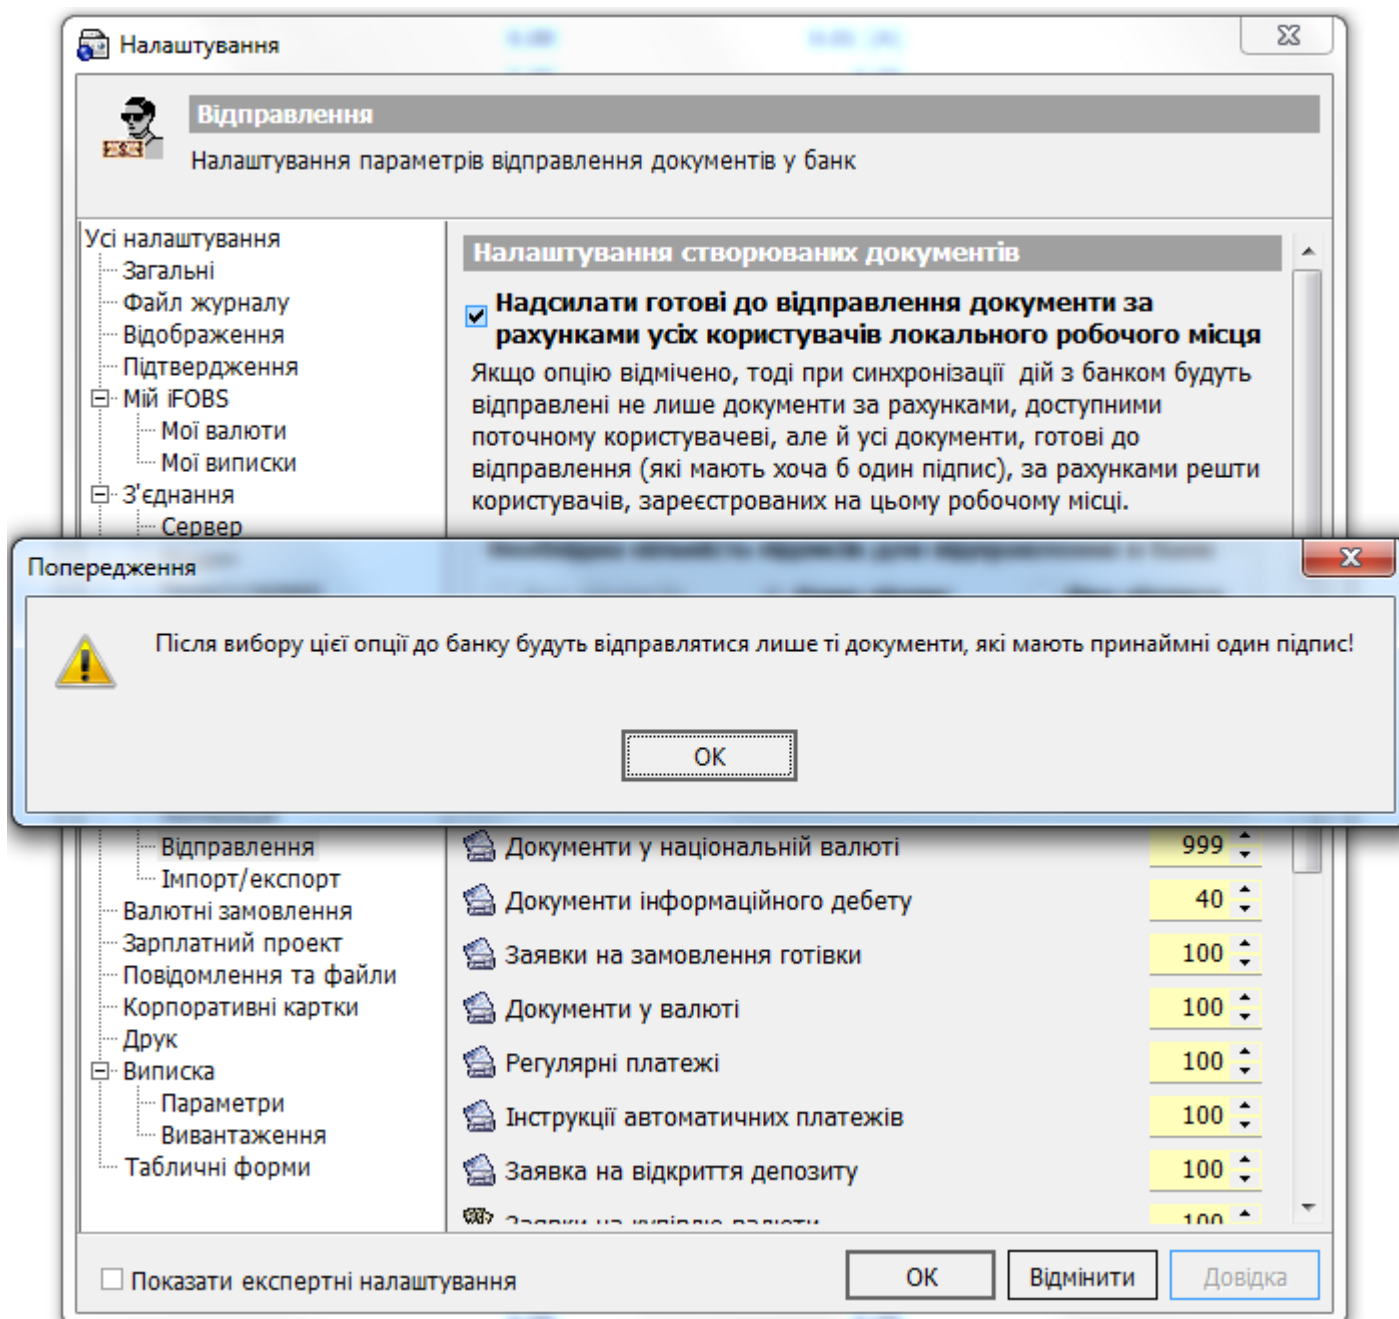 Налаштування
Відправлення
Налаштування параметрів відправлення документів у банк
Усі налаштування
Загальні
Файл журналу
Відображення
Підтвердження
Мій iFOBS
Мої валюти
Мої виписки
З'єднання
Сервер
Налаштування створюваних документів
Надсилати готові до відправлення документи за
рахунками усіх користувачів локального робочого місця
Якщо опцію відмічено, тоді при синхронізації дій з банком будуть
відправлені не лише документи за рахунками, доступними
поточному користувачеві, але й усі документи, готові до
відправлення (які мають хоча б один підпис), за рахунками решти
користувачів, зареєстрованих на цьому робочому місці.
Попередження
Після вибору цієї опції до банку будуть відправлятися лише ті документи, які мають принаймні один підпис!
ОК
Відправлення
Імпорт/експорт
Валютні замовлення
Зарплатний проект
Повідомлення та файли
Корпоративні картки
Друк
Виписка
Параметри
Вивантаження
Табличні форми
Документи у національній валюті 999
Документи інформаційного дебету 40
Заявки на замовлення готівки 100
Документи у валюті 100
Регулярні платежі 100
Інструкції автоматичних платежів 100
Заявка на відкриття депозиту 100
Заявки на купівлю валюти 100
Показати експертні налаштування
ОК
Відмінити
Довідка